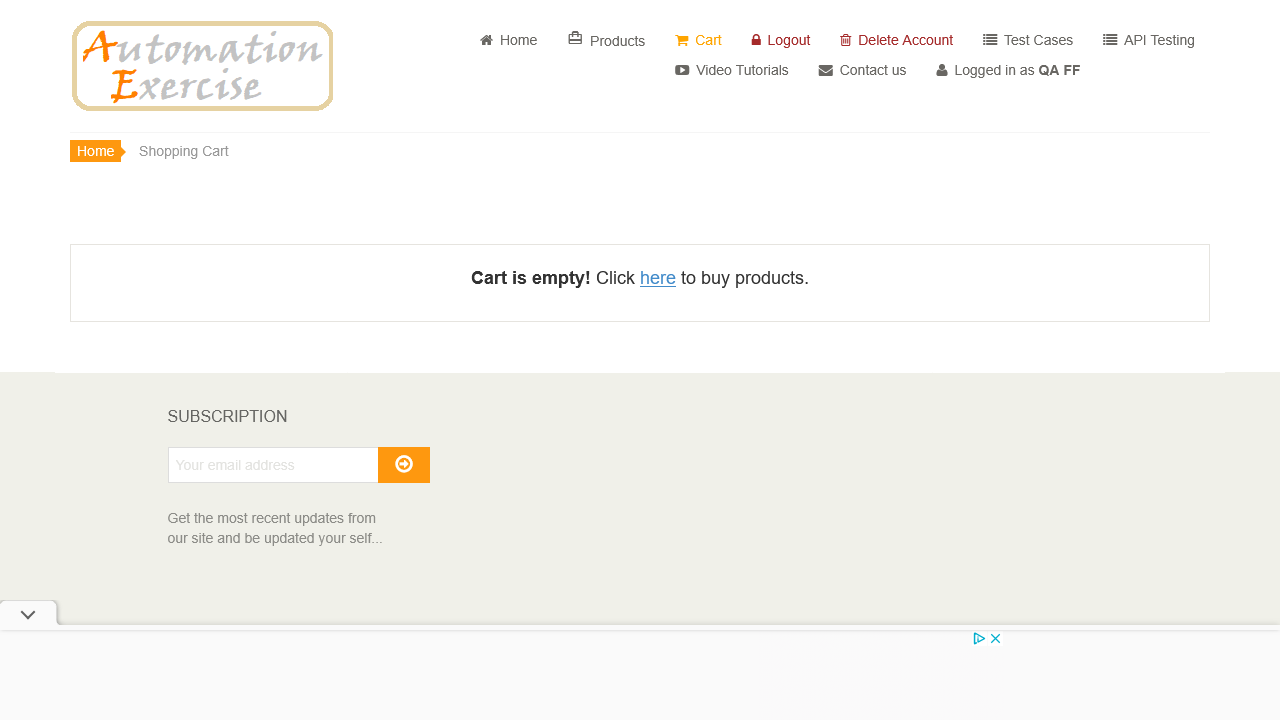 Automation
Exercise
Home
Products
Cart
Logout
Delete Account
Test Cases
API Testing
Video Tutorials
Contact us
Logged in as QA FF
Home
Shopping Cart
Cart is empty! Click here to buy products.
SUBSCRIPTION
Your email address
Get the most recent updates from
our site and be updated your self...